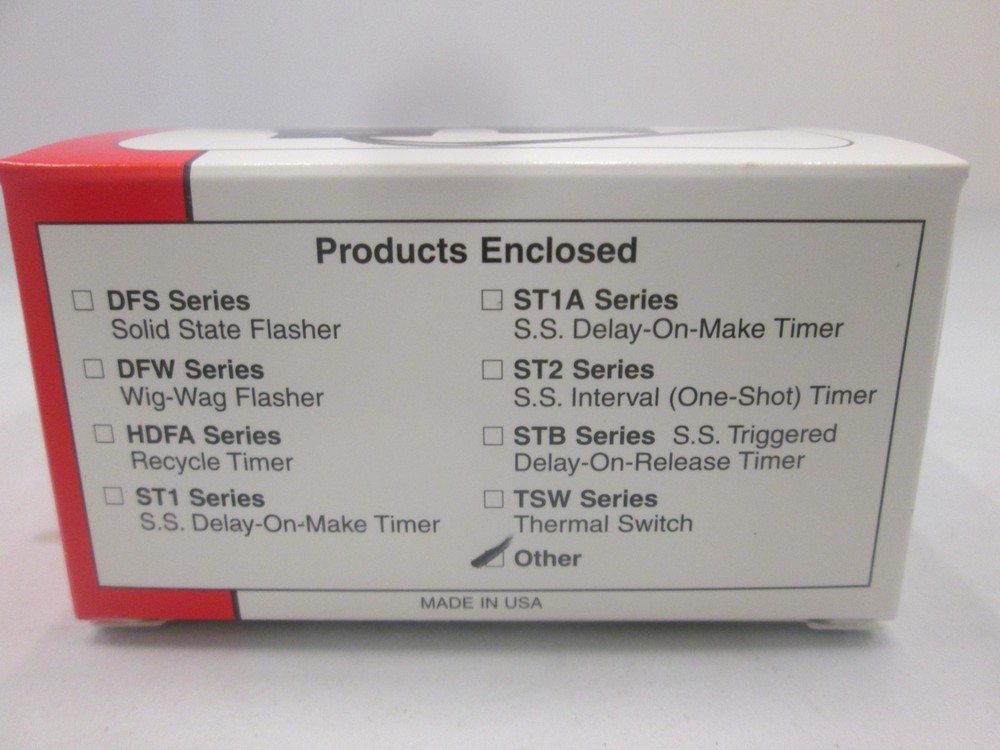 Products Enclosed
DFS Series
Solid State Flasher
DFW Series
Wig-Wag Flasher
HDFA Series
Recycle Timer
ST1 Series
S.S. Delay-On-Make Timer
ST1A Series
S.S. Delay-On-Make Timer
ST2 Series
S.S. Interval (One-Shot) Timer
STB Series S.S. Triggered
Delay-On-Release Timer
TSW Series
Thermal Switch
Other
MADE IN USA